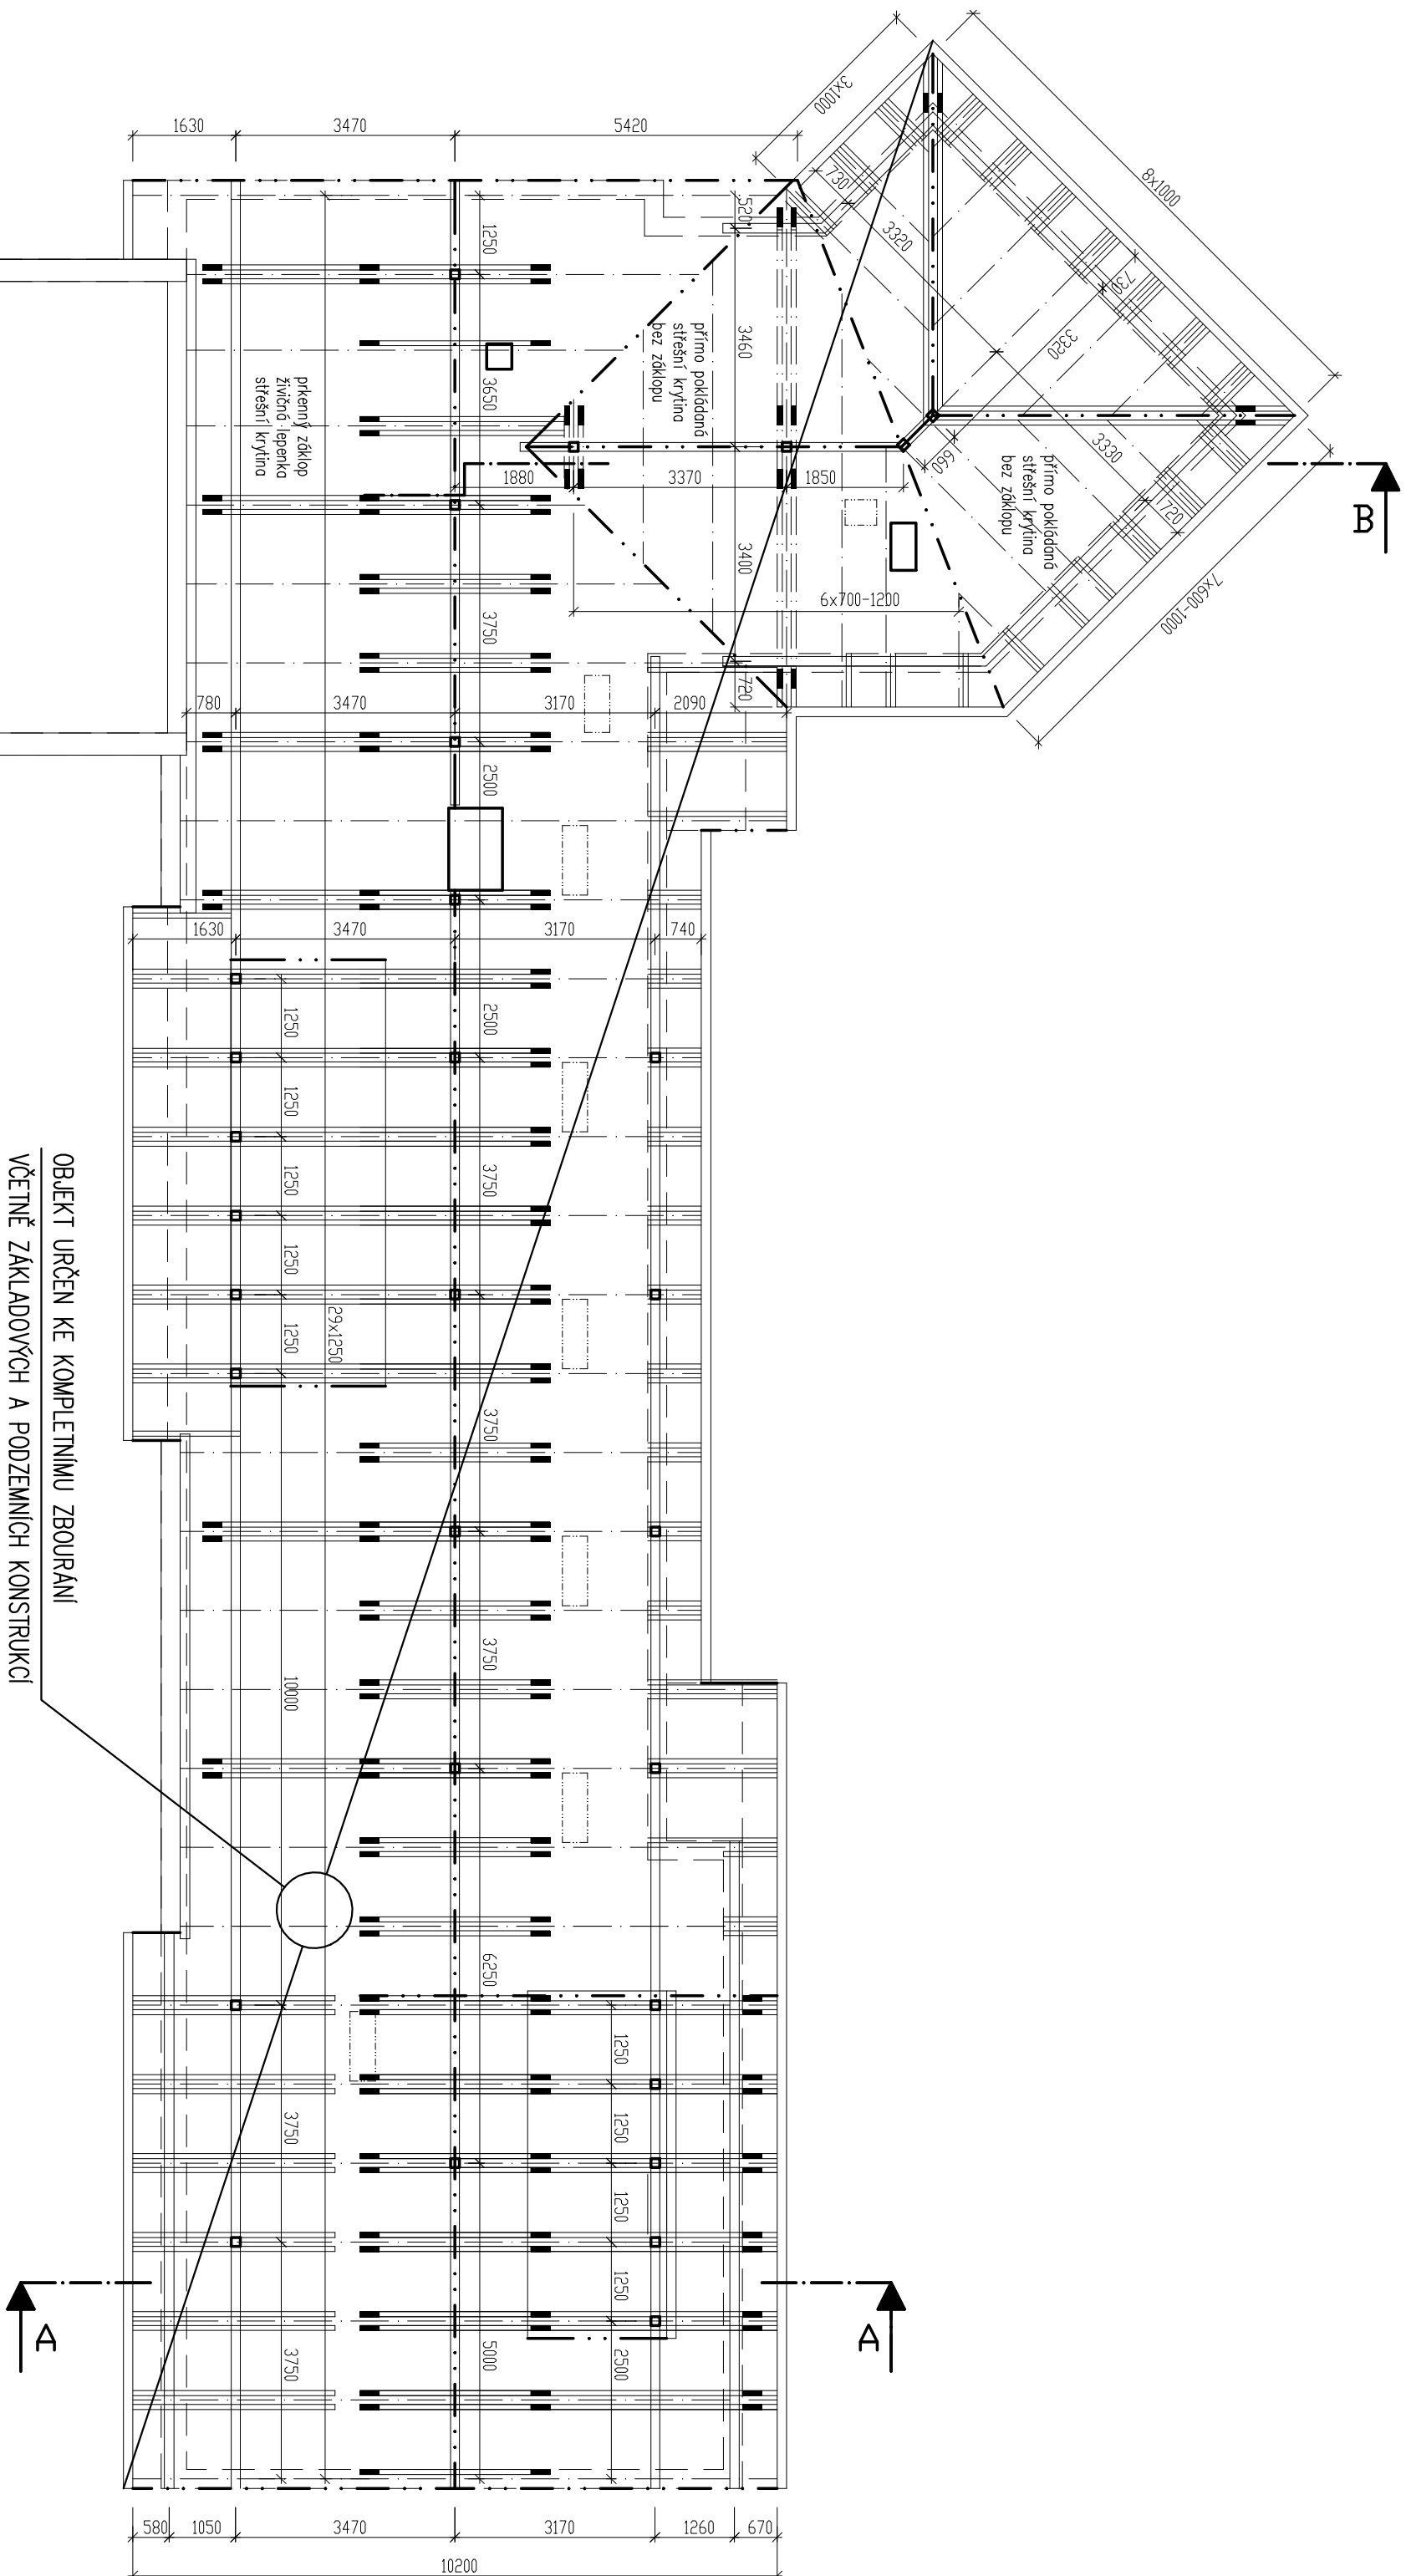 3x1000
8x1000
1630
3470
5420
730
3320
730
3320
3330
720
660
520
1250
3460
přímo pokládaná
střešní krytina
bez záklopu
3650
prkenný záklop
živičná lepenka
střešní krytina
přímo pokládaná
střešní krytina
bez záklopu
B
1880
3370
1850
3400
3750
6x700-1200
7x600-1000
720
780
3470
3170
2090
2500
1630
3470
3170
740
1250
2500
1250
1250
3750
1250
1250
29x1250
3750
OBJEKT URČEN KE KOMPLETNÍMU ZBOURÁNÍ
VČETNĚ ZÁKLADOVÝCH A PODZEMNÍCH KONSTRUKCÍ
3750
10000
6250
1250
3750
1250
1250
1250
A
A
3750
5000
2500
580
1050
3470
3170
1260
670
10200